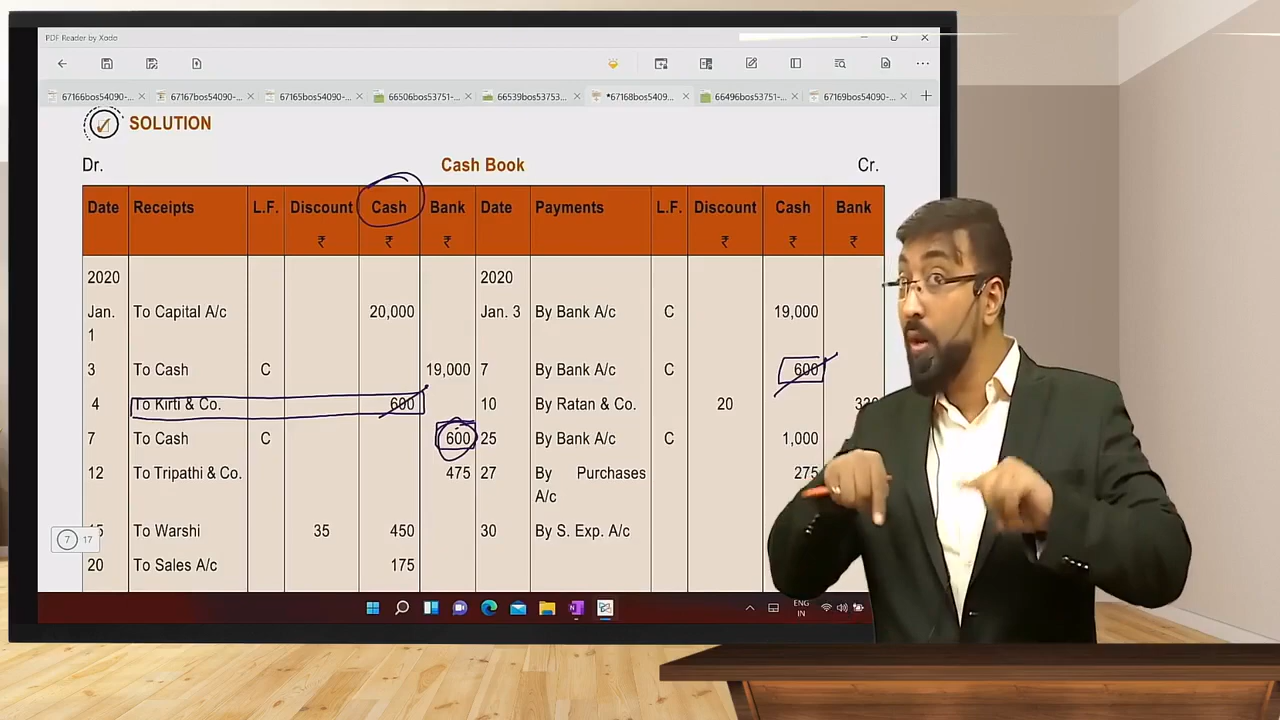 PDF Reader by Xodo
67166bos54090-... 67167bos54090-... 67165bos54090-... 66506bos53751-... 66539bos53753... *67168bos5409... 66496bos53751-... 67169bos54090-...
SOLUTION
Dr. Cash Book Cr.
Date Receipts L.F. Discount Cash Bank Date Payments L.F. Discount Cash Bank
₹ ₹ ₹ ₹ ₹ ₹
2020 2020
Jan. To Capital A/c 20,000 Jan. 3 By Bank A/c C 19,000
1
3 To Cash C 19,000 7 By Bank A/c C 600
4 To Kirti & Co. 600 10 By Ratan & Co. 20
7 To Cash C 600 25 By Bank A/c C 1,000
12 To Tripathi & Co. 475 27 By Purchases 275
A/c
To Warshi 35 450 30 By S. Exp. A/c
7 17
20 To Sales A/c 175
ENG
IN